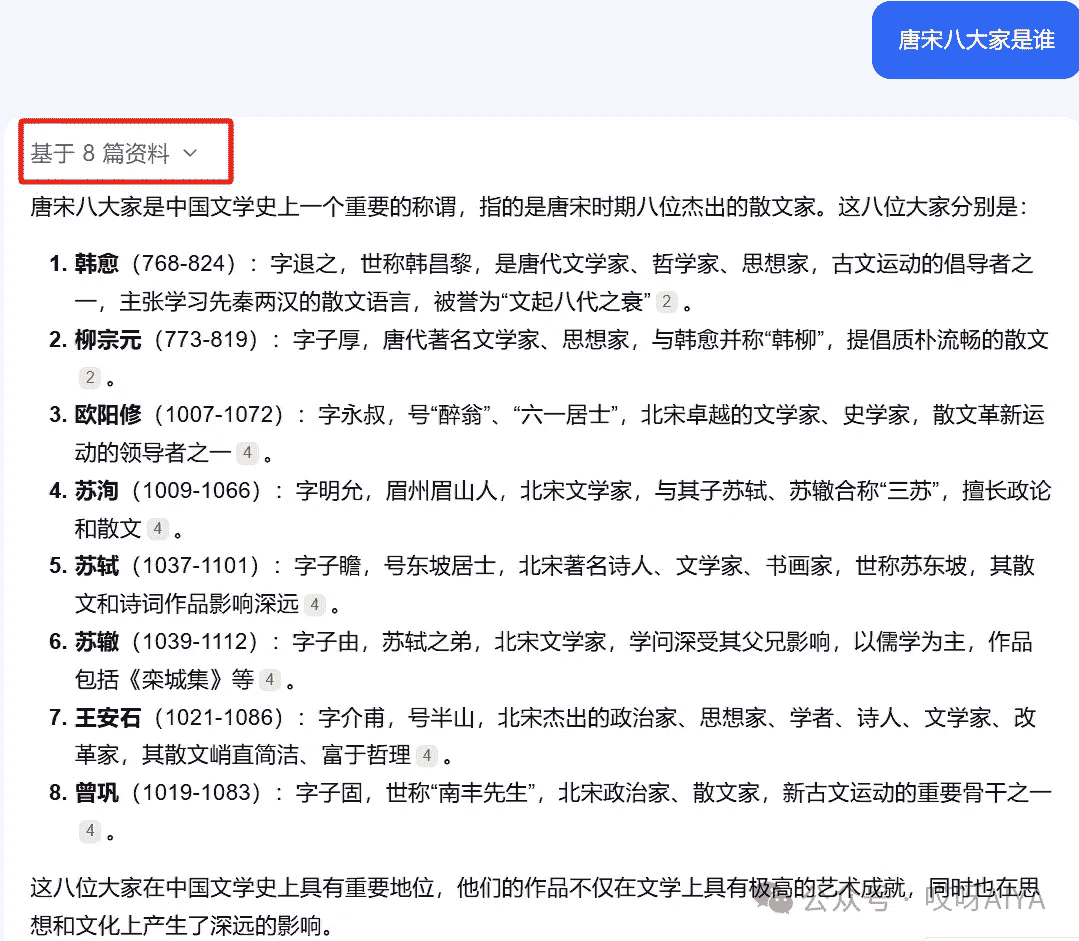 唐宋八大家是谁
基于 8 篇资料
唐宋八大家是中国文学史上一个重要的称谓，指的是唐宋时期八位杰出的散文家。这八位大家分别是：
1. 韩愈（768-824）：字退之，世称韩昌黎，是唐代文学家、哲学家、思想家，古文运动的倡导者之
一，主张学习先秦两汉的散文语言，被誉为“文起八代之衰” 2 。
2. 柳宗元（773-819）：字子厚，唐代著名文学家、思想家，与韩愈并称“韩柳”，提倡质朴流畅的散文
2 。
3. 欧阳修（1007-1072）：字永叔，号“醉翁”、“六一居士”，北宋卓越的文学家、史学家，散文革新运
动的领导者之一 4 。
4. 苏洵（1009-1066）：字明允，眉州眉山人，北宋文学家，与其子苏轼、苏辙合称“三苏”，擅长政论
和散文 4 。
5. 苏轼（1037-1101）：字子瞻，号东坡居士，北宋著名诗人、文学家、书画家，世称苏东坡，其散
文和诗词作品影响深远 4 。
6. 苏辙（1039-1112）：字子由，苏轼之弟，北宋文学家，学问深受其父兄影响，以儒学为主，作品
包括《栾城集》等 4 。
7. 王安石（1021-1086）：字介甫，号半山，北宋杰出的政治家、思想家、学者、诗人、文学家、改
革家，其散文峭直简洁、富于哲理 4 。
8. 曾巩（1019-1083）：字子固，世称“南丰先生”，北宋政治家、散文家，新古文运动的重要骨干之一
4 。
这八位大家在中国文学史上具有重要地位，他们的作品不仅在文学上具有极高的艺术成就，同时也在思
想和文化上产生了深远的影响。
公众号 · 哎呀AIYA